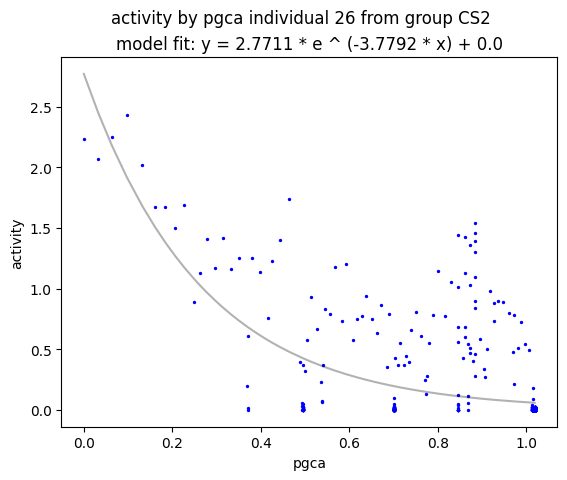 activity by pgca individual 26 from group CS2
model fit: y = 2.7711 * e ^ (-3.7792 * x) + 0.0
2.5
2.0
1.5
1.0
0.5
0.0
activity
0.0 0.2 0.4 0.6 0.8 1.0
pgca